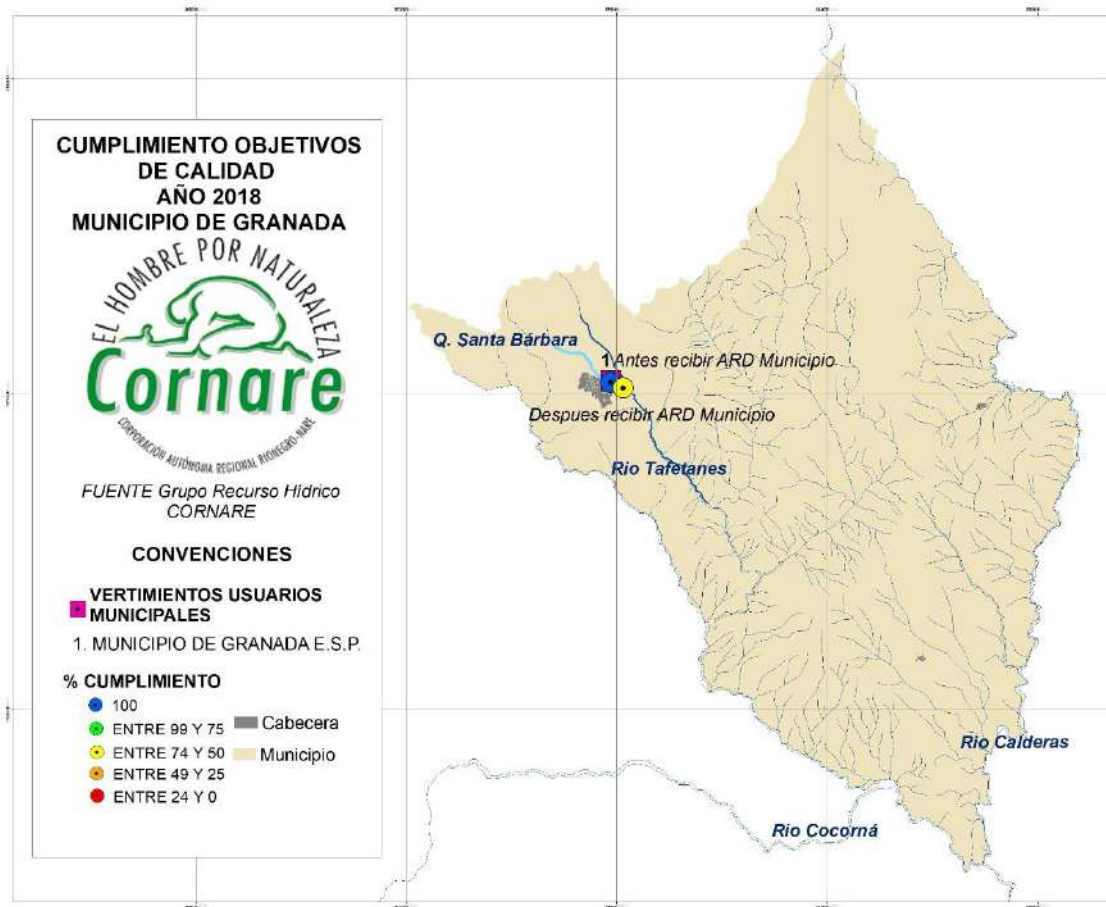 CUMPLIMIENTO OBJETIVOS
DE CALIDAD
AÑO 2018
MUNICIPIO DE GRANADA
EL HOMBRE POR NATURALEZA
Cornare
CORPORACIÓN AUTÓNOMA REGIONAL RIONEGRO-NARE
FUENTE Grupo Recurso Hídrico
CORNARE
CONVENCIONES
VERTIMIENTOS USUARIOS
MUNICIPALES
1. MUNICIPIO DE GRANADA E.S.P.
% CUMPLIMIENTO
100
ENTRE 99 Y 75
ENTRE 74 Y 50
ENTRE 49 Y 25
ENTRE 24 Y 0
Cabecera
Municipio
Q. Santa Bárbara
1 Antes recibir ARD Municipio
Despues recibir ARD Municipio
Rio Tafetanes
Rio Calderas
Rio Cocorná